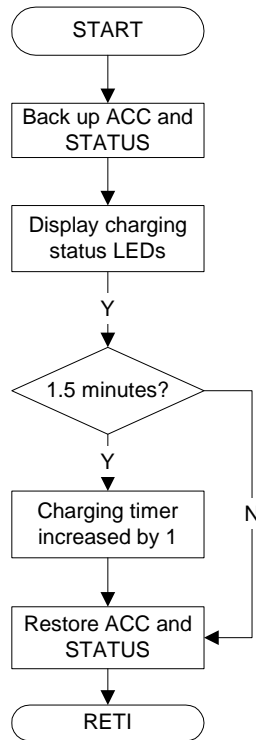 START
Back up ACC and
STATUS
Display charging
status LEDs
Y
1.5 minutes?
Y
Charging timer
increased by 1
N
Restore ACC and
STATUS
RETI